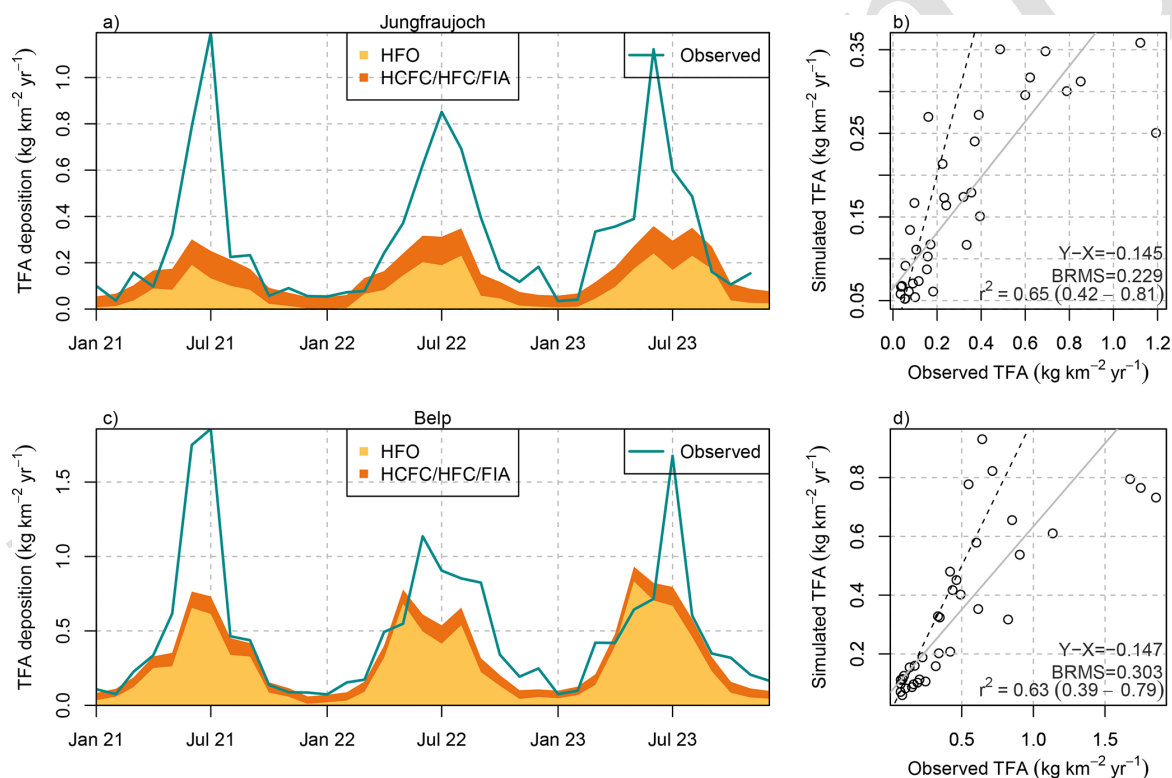 a) Jungfraujoch
HFO
HCFC/HFC/FIA
Observed
TFA deposition (kg km⁻² yr⁻¹)
0.0 0.2 0.4 0.6 0.8 1.0
Jan 21 Jul 21 Jan 22 Jul 22 Jan 23 Jul 23
b)
Simulated TFA (kg km⁻² yr⁻¹)
0.05 0.15 0.25 0.35
Y−X=−0.145
BRMS=0.229
r² = 0.65 (0.42 − 0.81)
0.0 0.2 0.4 0.6 0.8 1.0 1.2
Observed TFA (kg km⁻² yr⁻¹)
c) Belp
HFO
HCFC/HFC/FIA
Observed
TFA deposition (kg km⁻² yr⁻¹)
0.0 0.5 1.0 1.5
Jan 21 Jul 21 Jan 22 Jul 22 Jan 23 Jul 23
d)
Simulated TFA (kg km⁻² yr⁻¹)
0.2 0.4 0.6 0.8
Y−X=−0.147
BRMS=0.303
r² = 0.63 (0.39 − 0.79)
0.5 1.0 1.5
Observed TFA (kg km⁻² yr⁻¹)